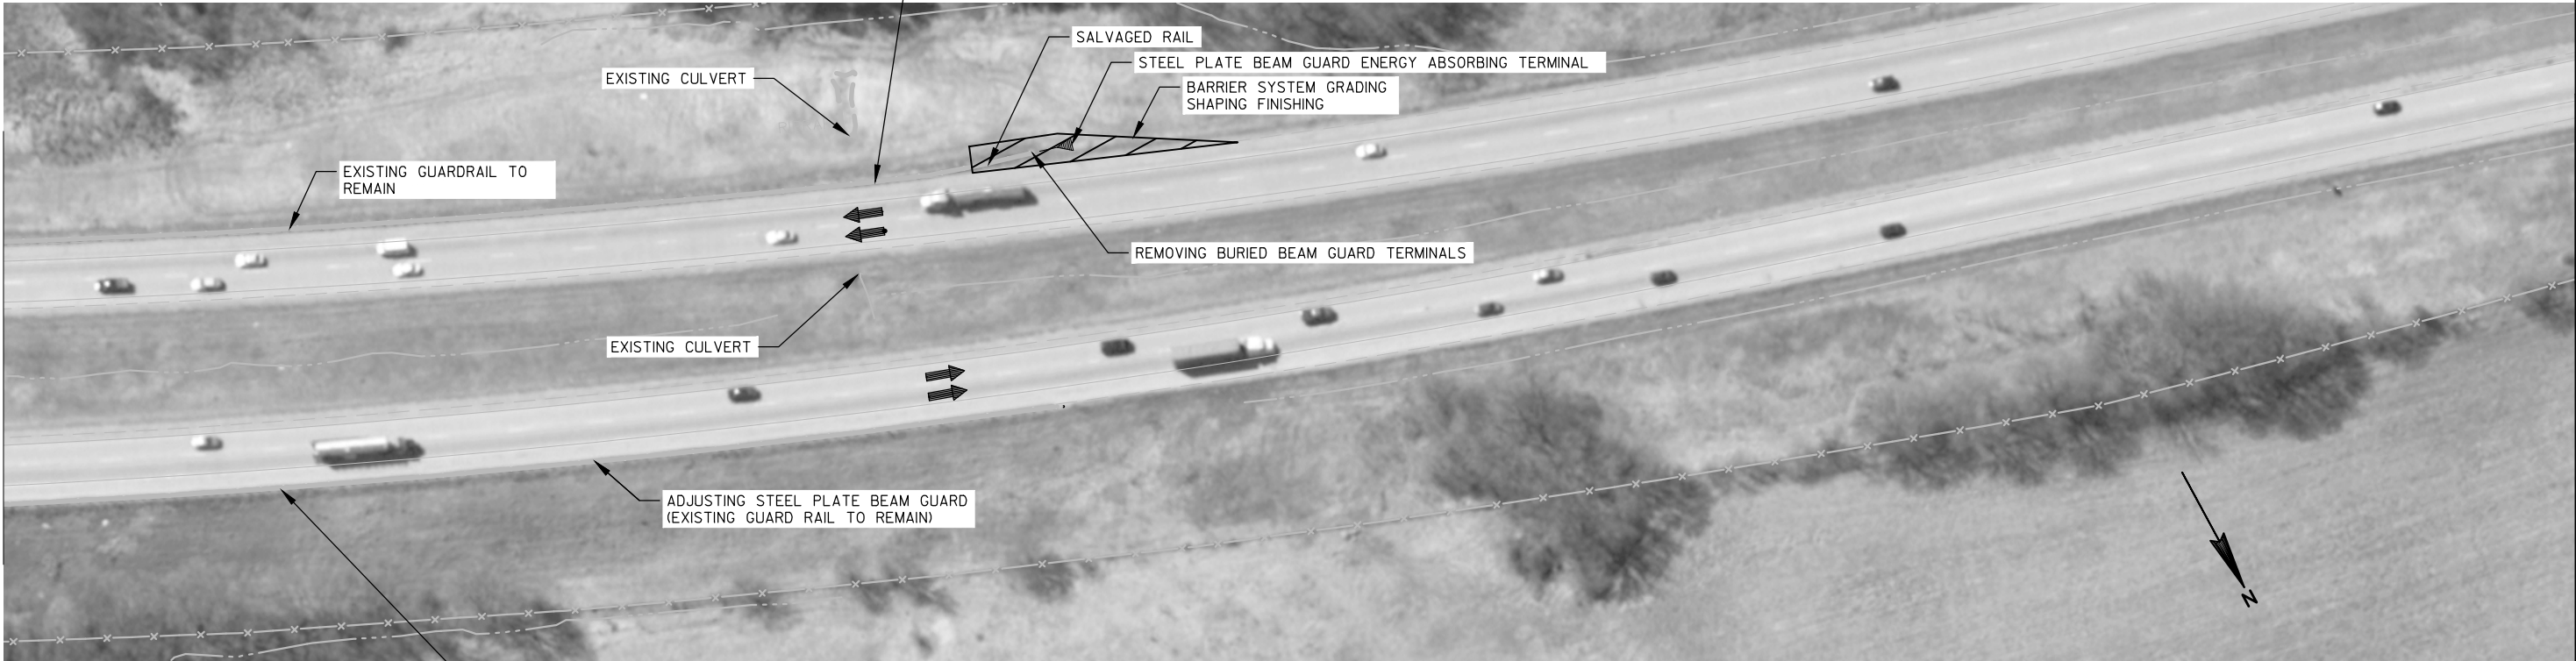 SALVAGED RAIL
STEEL PLATE BEAM GUARD ENERGY ABSORBING TERMINAL
EXISTING CULVERT
BARRIER SYSTEM GRADING
SHAPING FINISHING
EXISTING GUARDRAIL TO
REMAIN
REMOVING BURIED BEAM GUARD TERMINALS
EXISTING CULVERT
ADJUSTING STEEL PLATE BEAM GUARD
(EXISTING GUARD RAIL TO REMAIN)
N